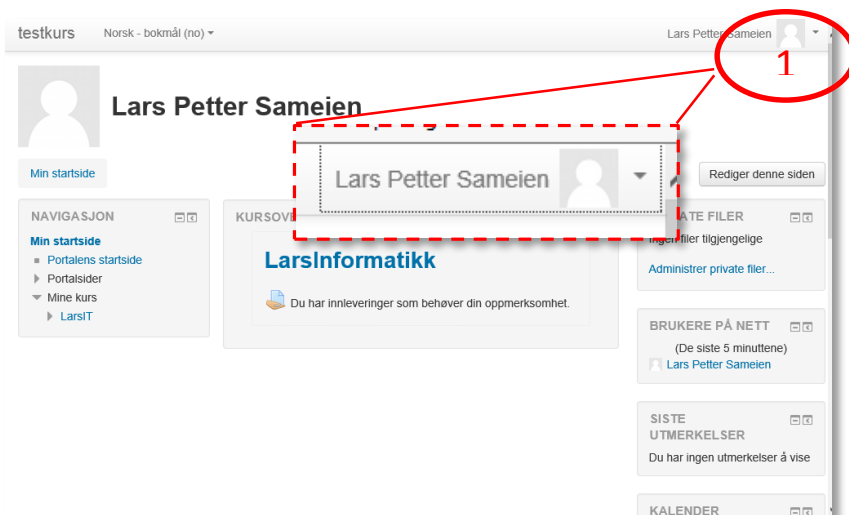 testkurs Norsk - bokmål (no)
Lars Petter Sameien
1
Lars Petter Sameien
Lars Petter Sameien
Min startside
Rediger denne siden
NAVIGASJON
Min startside
Portalens startside
Portalsider
Mine kurs
LarsIT
LarsInformatikk
Du har innleveringer som behøver din oppmerksomhet.
FILER
Ingen filer tilgjengelige
Administrer private filer...
BRUKERE PÅ NETT
(De siste 5 minuttene)
Lars Petter Sameien
SISTE
UTMERKELSER
Du har ingen utmerkelser å vise
KALENDER